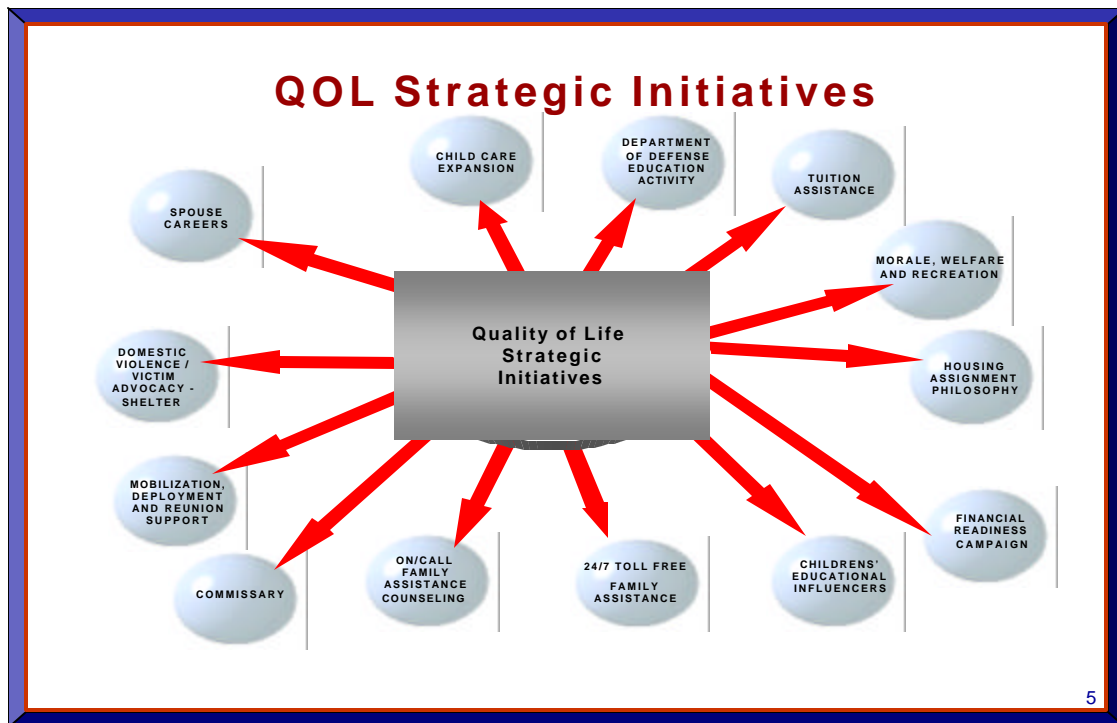 QOL Strategic Initiatives
CHILD CARE
EXPANSION
DEPARTMENT
OF DEFENSE
EDUCATION
ACTIVITY
TUITION
ASSISTANCE
SPOUSE
CAREERS
MORALE, WELFARE
AND RECREATION
Quality of Life
Strategic
Initiatives
DOMESTIC
VIOLENCE /
VICTIM
ADVOCACY -
SHELTER
HOUSING
ASSIGNMENT
PHILOSOPHY
MOBILIZATION,
DEPLOYMENT
AND REUNION
SUPPORT
FINANCIAL
READINESS
CAMPAIGN
COMMISSARY
ON/CALL
FAMILY
ASSISTANCE
COUNSELING
24/7 TOLL FREE
FAMILY
ASSISTANCE
CHILDRENS'
EDUCATIONAL
INFLUENCERS
5